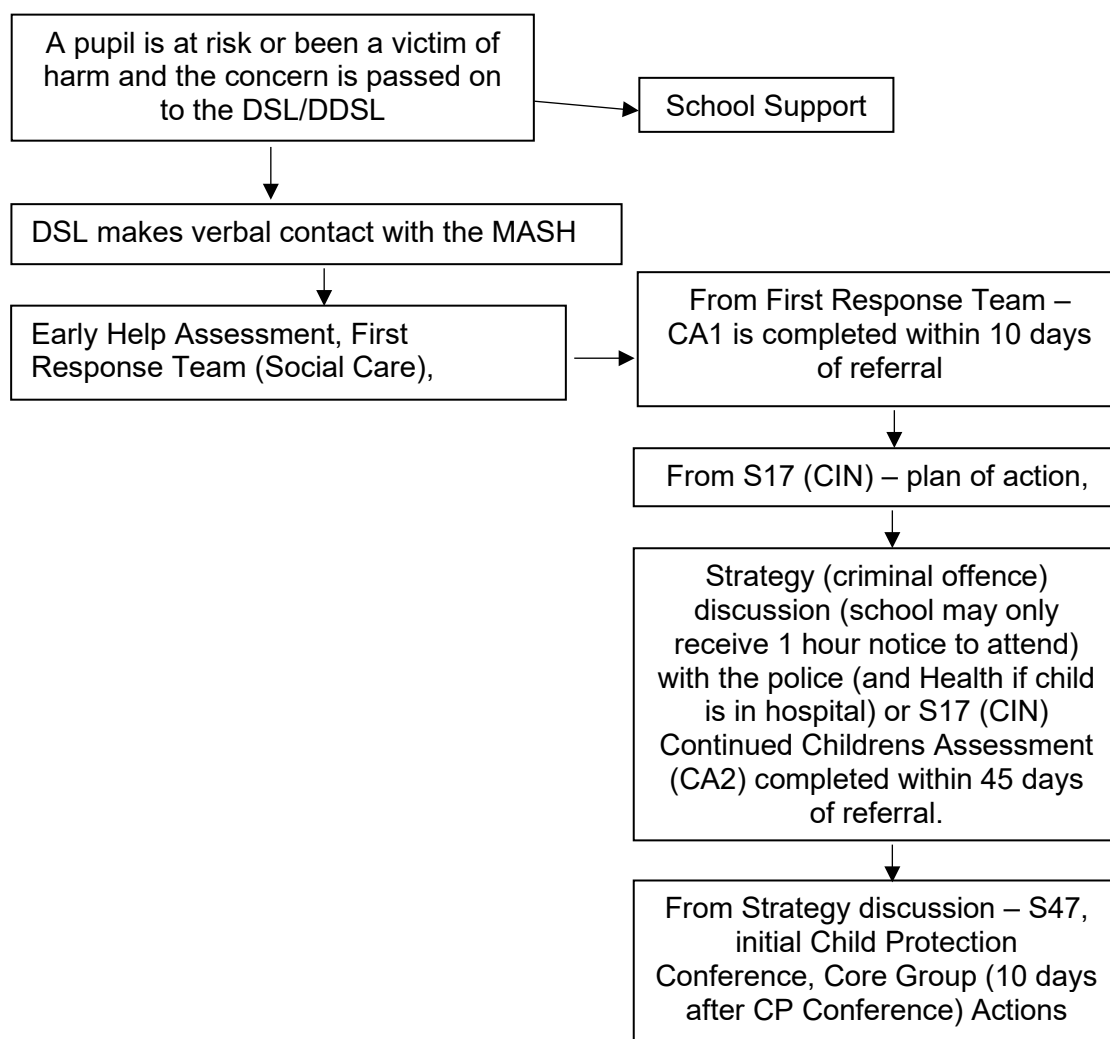 A pupil is at risk or been a victim of
harm and the concern is passed on
to the DSL/DDSL
School Support
DSL makes verbal contact with the MASH
Early Help Assessment, First
Response Team (Social Care),
From First Response Team –
CA1 is completed within 10 days
of referral
From S17 (CIN) – plan of action,
Strategy (criminal offence)
discussion (school may only
receive 1 hour notice to attend)
with the police (and Health if child
is in hospital) or S17 (CIN)
Continued Childrens Assessment
(CA2) completed within 45 days
of referral.
From Strategy discussion – S47,
initial Child Protection
Conference, Core Group (10 days
after CP Conference) Actions